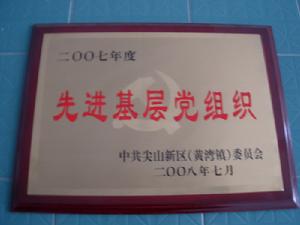 二〇〇七年度
先进基层党组织
中共尖山新区(黄湾镇)委员会
二〇〇八年七月